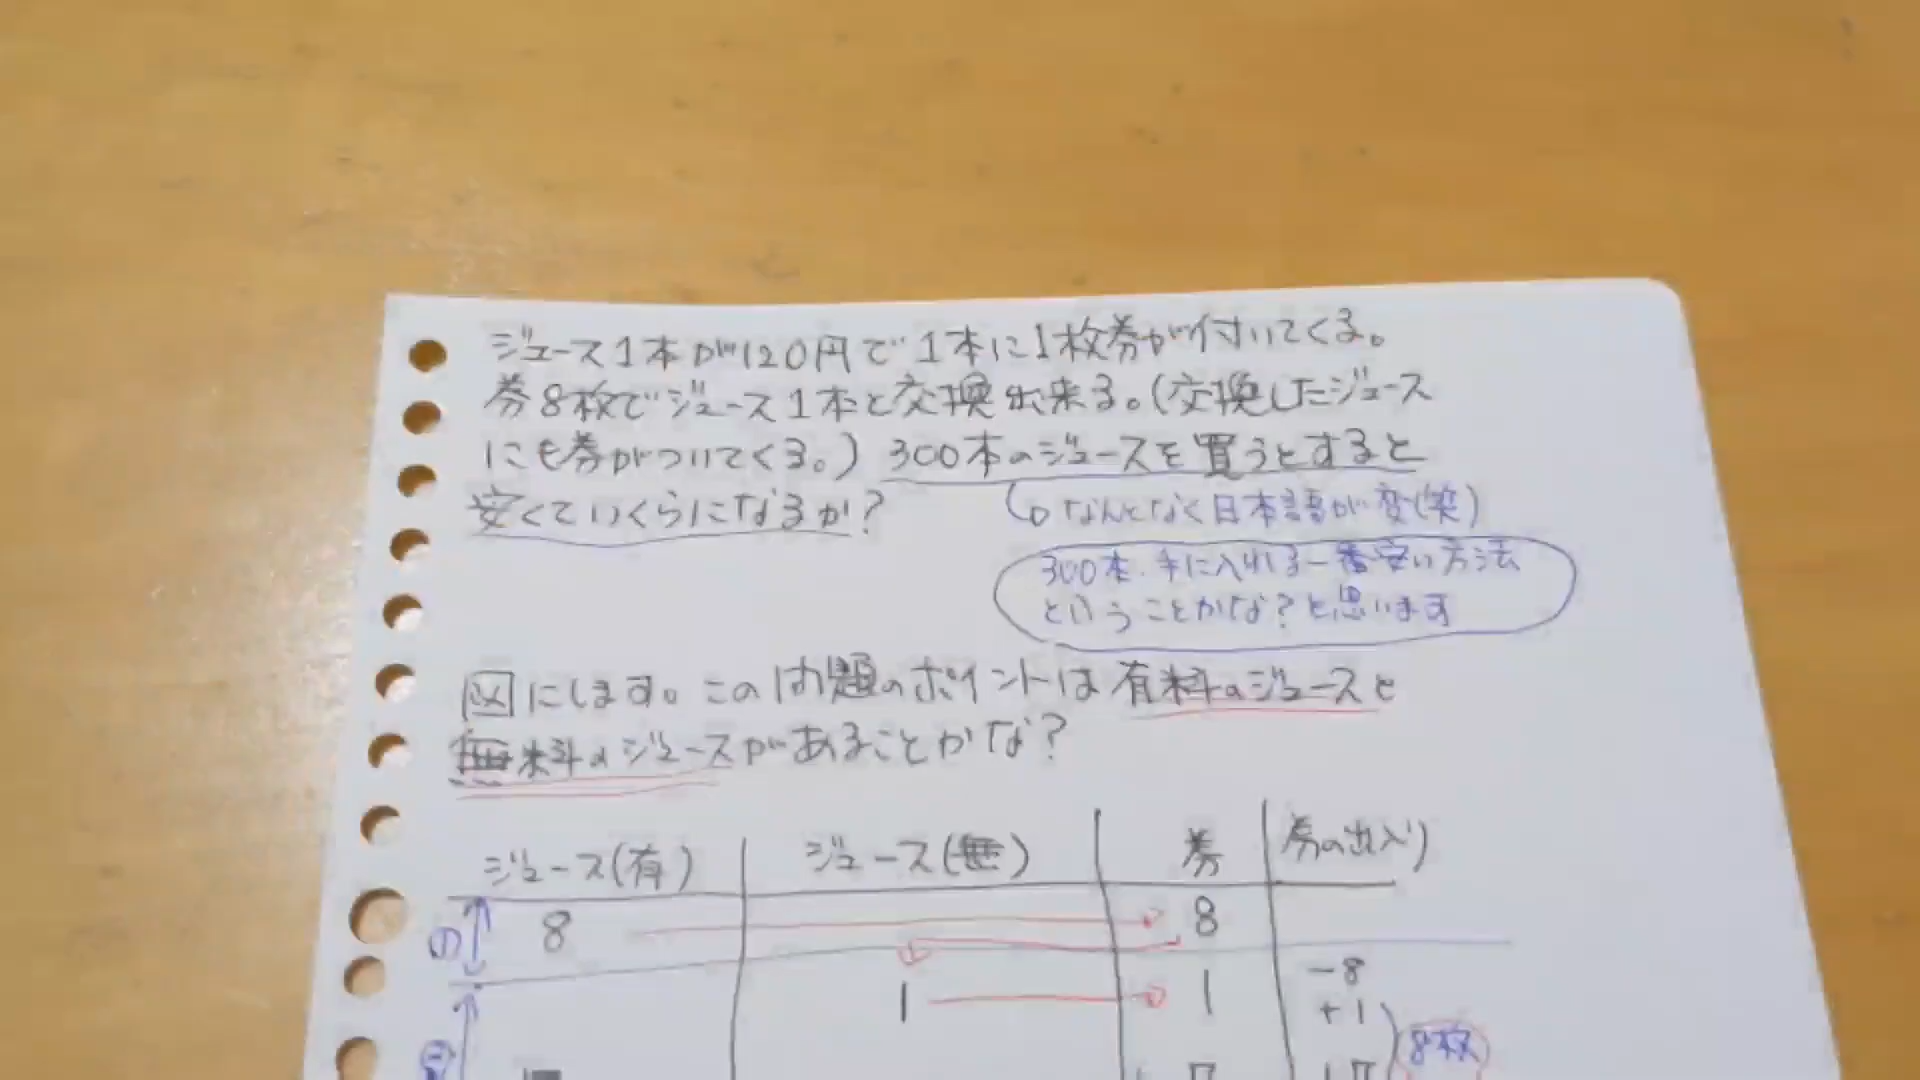 ジュース1本が120円で1本に1枚券が付いてくる。
券8枚でジュース1本と交換出来る。(交換したジュース
にも券がついてくる。)300本のジュースを買うとすると
安くていくらになるか?
なんとなく日本語が変(笑)
300本、手に入れる一番安い方法
ということかな?と思います
図にします。この問題のポイントは有料のジュースと
無料のジュースがあることかな?
ジュース(有) ジュース(無) 券 券の出入り
8 8
1 1 -8
+1
8枚